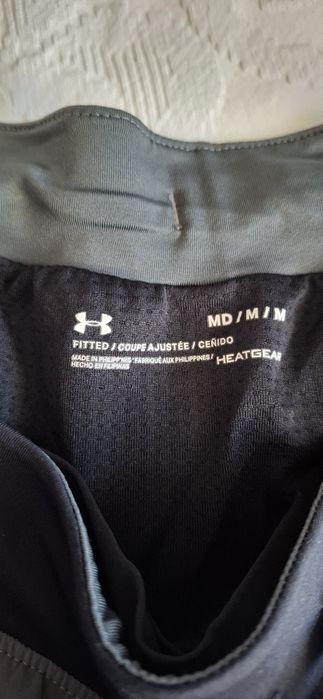 MD / M / M
FITTED / COUPE AJUSTÉE / CEÑIDO
MADE IN PHILIPPINES / FABRIQUÉ AUX PHILIPPINES /
HECHO EN FILIPINAS
HEATGEAR